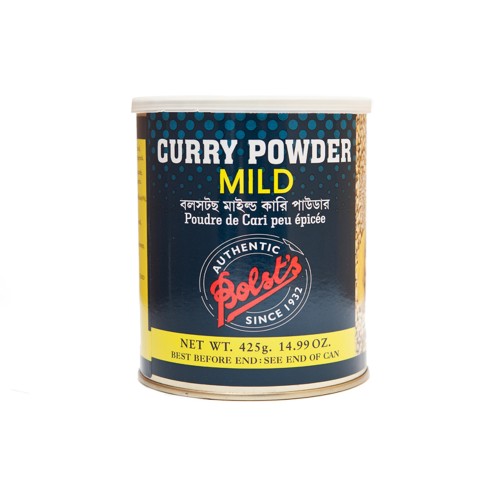 CURRY POWDER
MILD
বলসটছ মাইল্ড কারি পাউডার
Poudre de Cari peu épicée
AUTHENTIC
Bolst's
SINCE 1932
NET WT. 425g. 14.99 OZ.
BEST BEFORE END: SEE END OF CAN